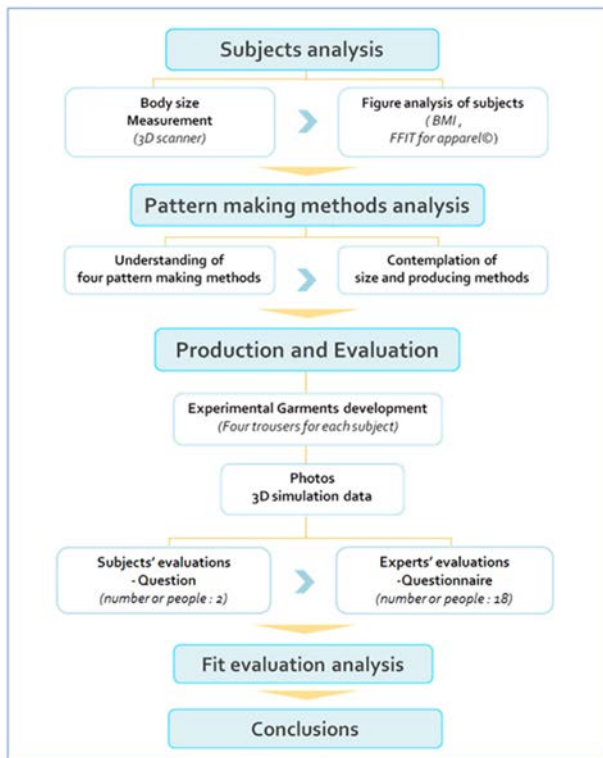 Subjects analysis
Body size
Measurement
(3D scanner)
Figure analysis of subjects
( BMI ,
FFIT for apparel©)
Pattern making methods analysis
Understanding of
four pattern making methods
Contemplation of
size and producing methods
Production and Evaluation
Experimental Garments development
(Four trousers for each subject)
Photos
3D simulation data
Subjects' evaluations
- Question
(number or people : 2)
Experts' evaluations
-Questionnaire
(number or people : 18)
Fit evaluation analysis
Conclusions